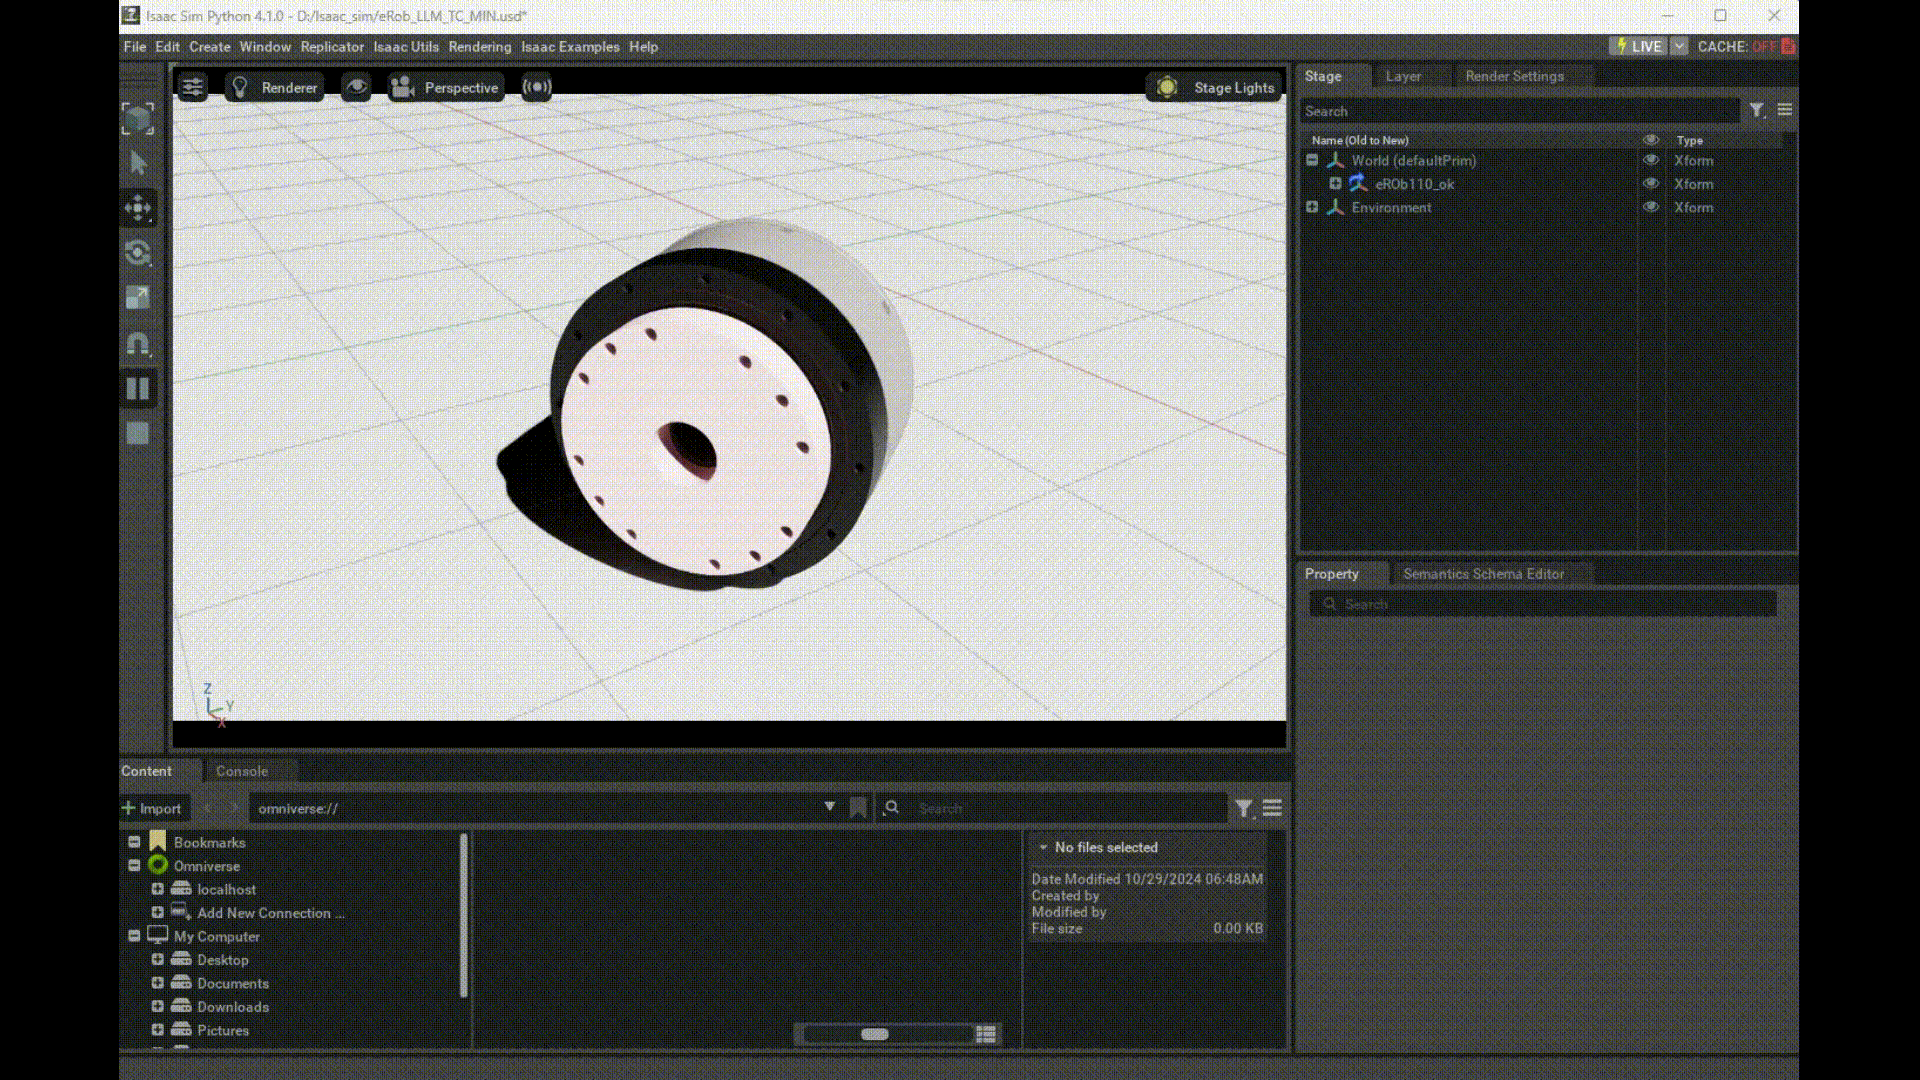 Isaac Sim Python 4.1.0 - D:/Isaac_sim/eRob_LLM_TC_MIN.usd*
File Edit Create Window Replicator Isaac Utils Rendering Isaac Examples Help
LIVE CACHE: OFF
Renderer Perspective Stage Lights
Stage Layer Render Settings
Search
Name (Old to New) Type
World (defaultPrim) Xform
eROb110_ok Xform
Environment Xform
Property Semantics Schema Editor
Search
Z
Y
X
Content Console
Import omniverse:// Search
Bookmarks
Omniverse
localhost
Add New Connection ...
My Computer
Desktop
Documents
Downloads
Pictures
No files selected
Date Modified 10/29/2024 06:48AM
Created by
Modified by
File size 0.00 KB